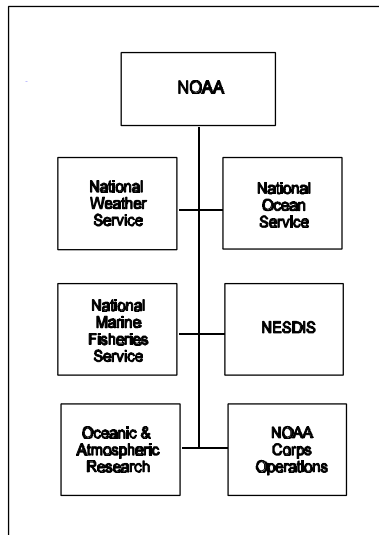 NOAA
National
Weather
Service
National
Ocean
Service
National
Marine
Fisheries
Service
NESDIS
Oceanic &
Atmospheric
Research
NOAA
Corps
Operations